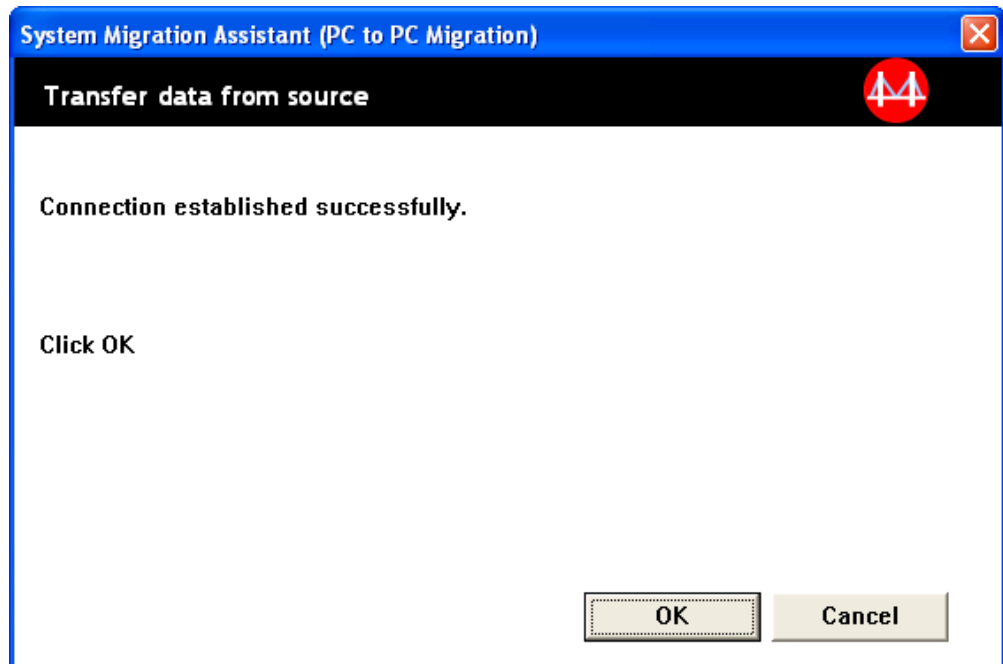 System Migration Assistant (PC to PC Migration)
Transfer data from source
Connection established successfully.
Click OK
OK Cancel